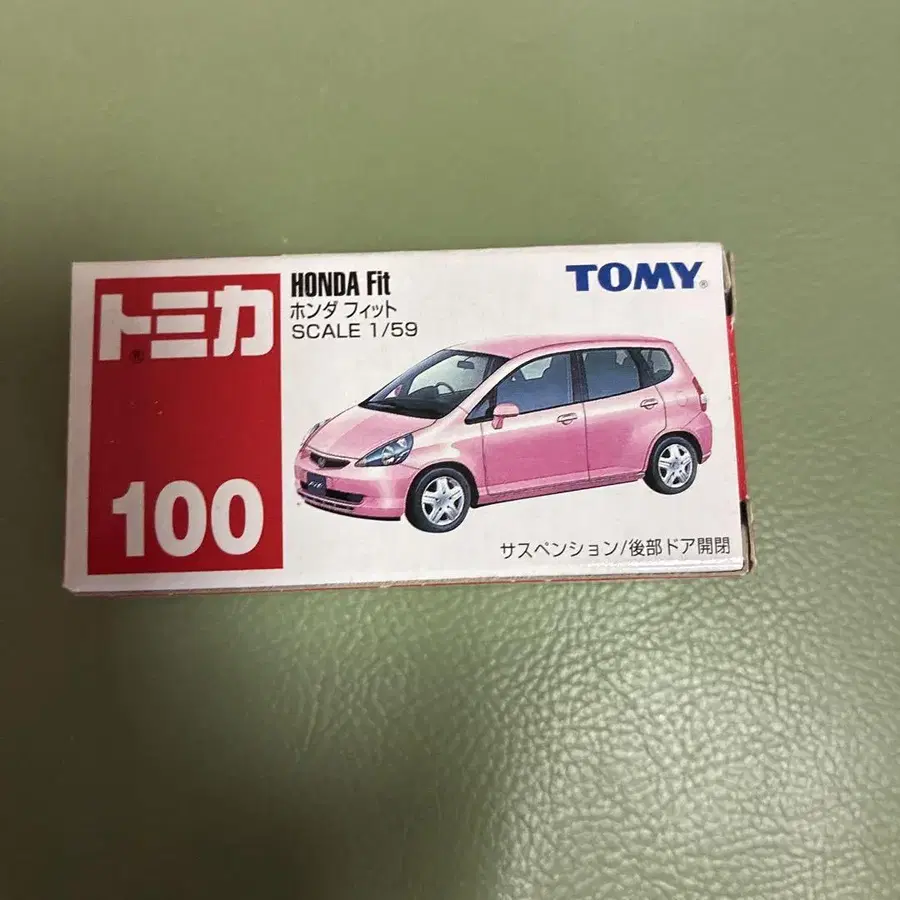 トミカ®
100
HONDA Fit
ホンダ フィット
SCALE 1/59
TOMY®
サスペンション/後部ドア開閉